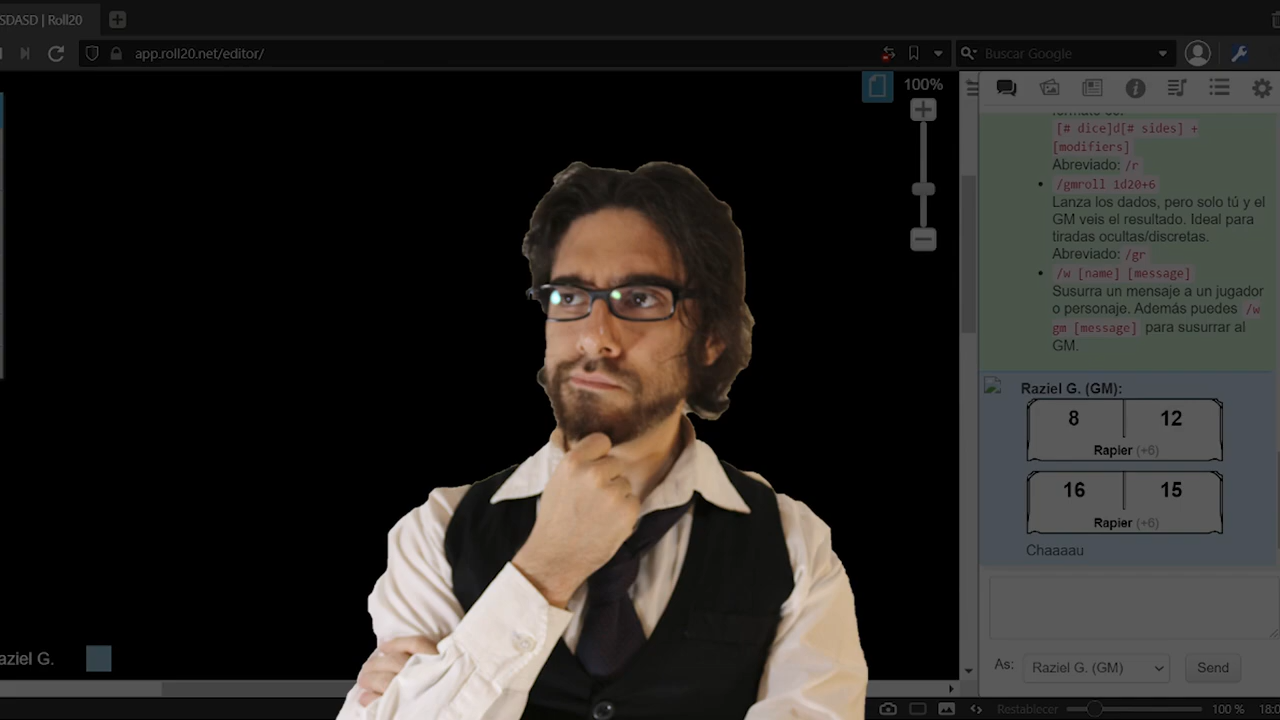 SDASD | Roll20
app.roll20.net/editor/
Buscar Google
100%
[# dice]d[# sides] +
[modifiers]
Abreviado: /r
/gmroll 1d20+6
Lanza los dados, pero solo tú y el
GM veis el resultado. Ideal para
tiradas ocultas/discretas.
Abreviado: /gr
/w [name] [message]
Susurra un mensaje a un jugador
o personaje. Además puedes /w
gm [message] para susurrar al
GM.
Raziel G. (GM):
8 12
Rapier (+6)
16 15
Rapier (+6)
Chaaaau
aziel G.
As: Raziel G. (GM) Send
Restablecer 100 % 18:0